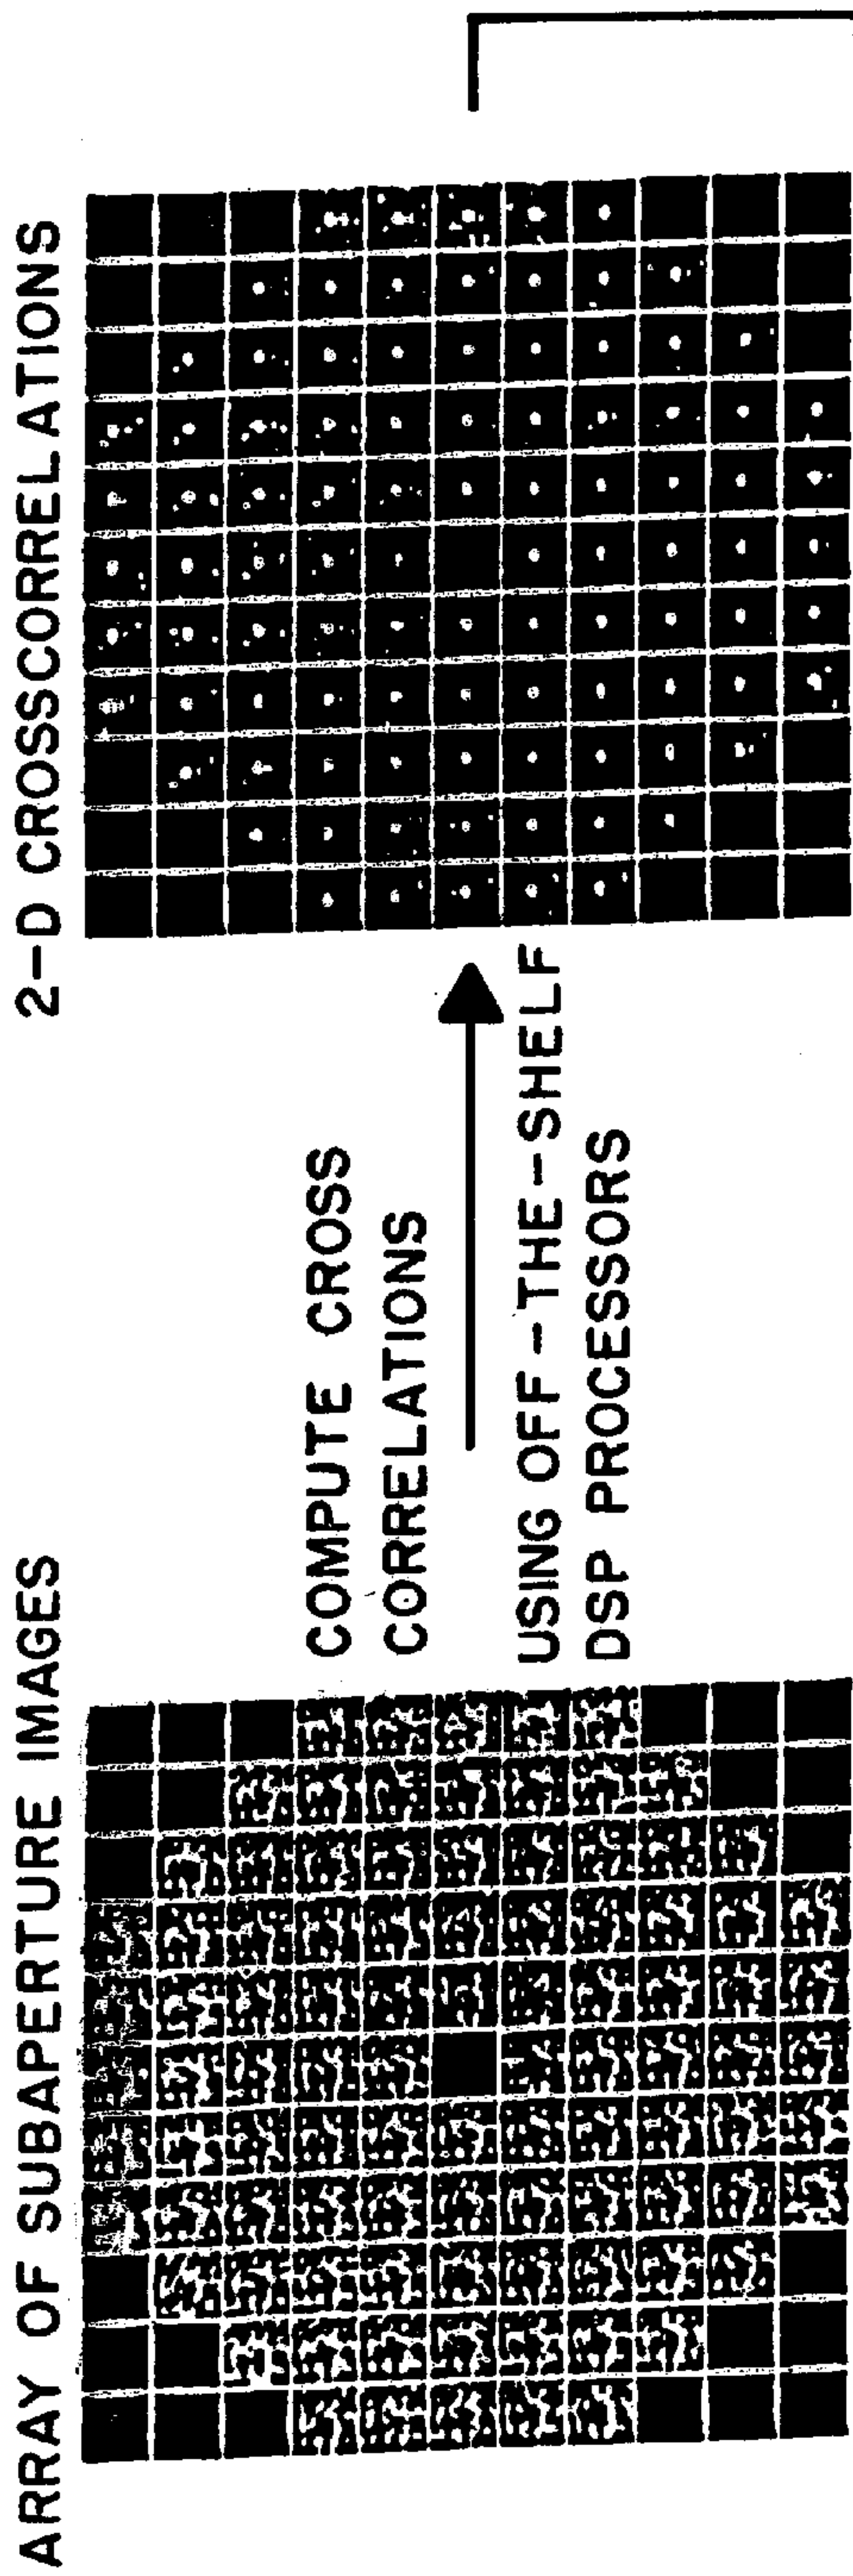 ARRAY OF SUBAPERTURE IMAGES
COMPUTE CROSS
CORRELATIONS
USING OFF-THE-SHELF
DSP PROCESSORS
2-D CROSSCORRELATIONS